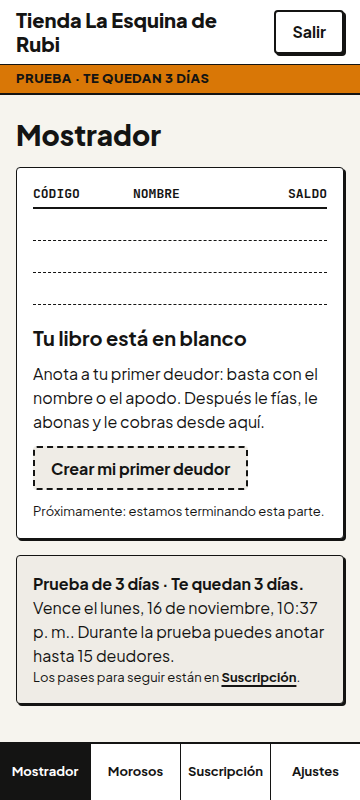 Tienda La Esquina de
Rubi
Salir
PRUEBA · TE QUEDAN 3 DÍAS
Mostrador
CÓDIGO NOMBRE SALDO
Tu libro está en blanco
Anota a tu primer deudor: basta con el
nombre o el apodo. Después le fías, le
abonas y le cobras desde aquí.
Crear mi primer deudor
Próximamente: estamos terminando esta parte.
Prueba de 3 días · Te quedan 3 días.
Vence el lunes, 16 de noviembre, 10:37
p. m.. Durante la prueba puedes anotar
hasta 15 deudores.
Los pases para seguir están en Suscripción.
Mostrador Morosos Suscripción Ajustes